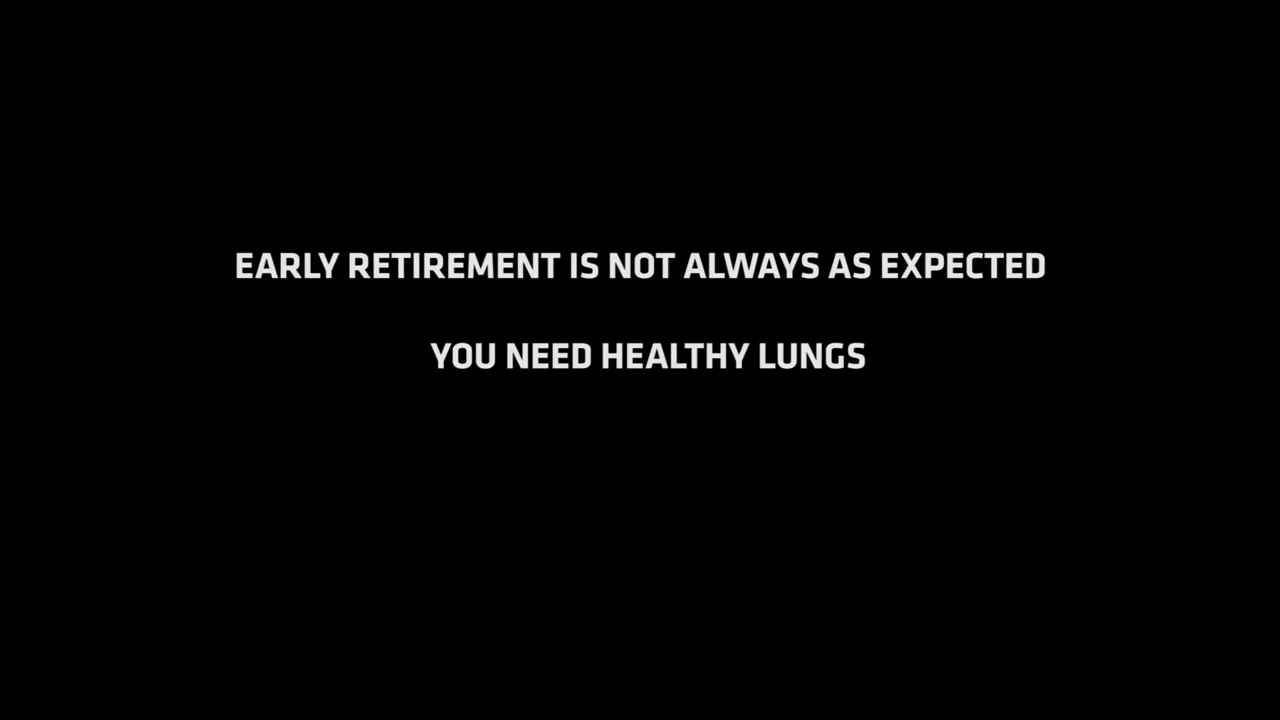 EARLY RETIREMENT IS NOT ALWAYS AS EXPECTED
YOU NEED HEALTHY LUNGS